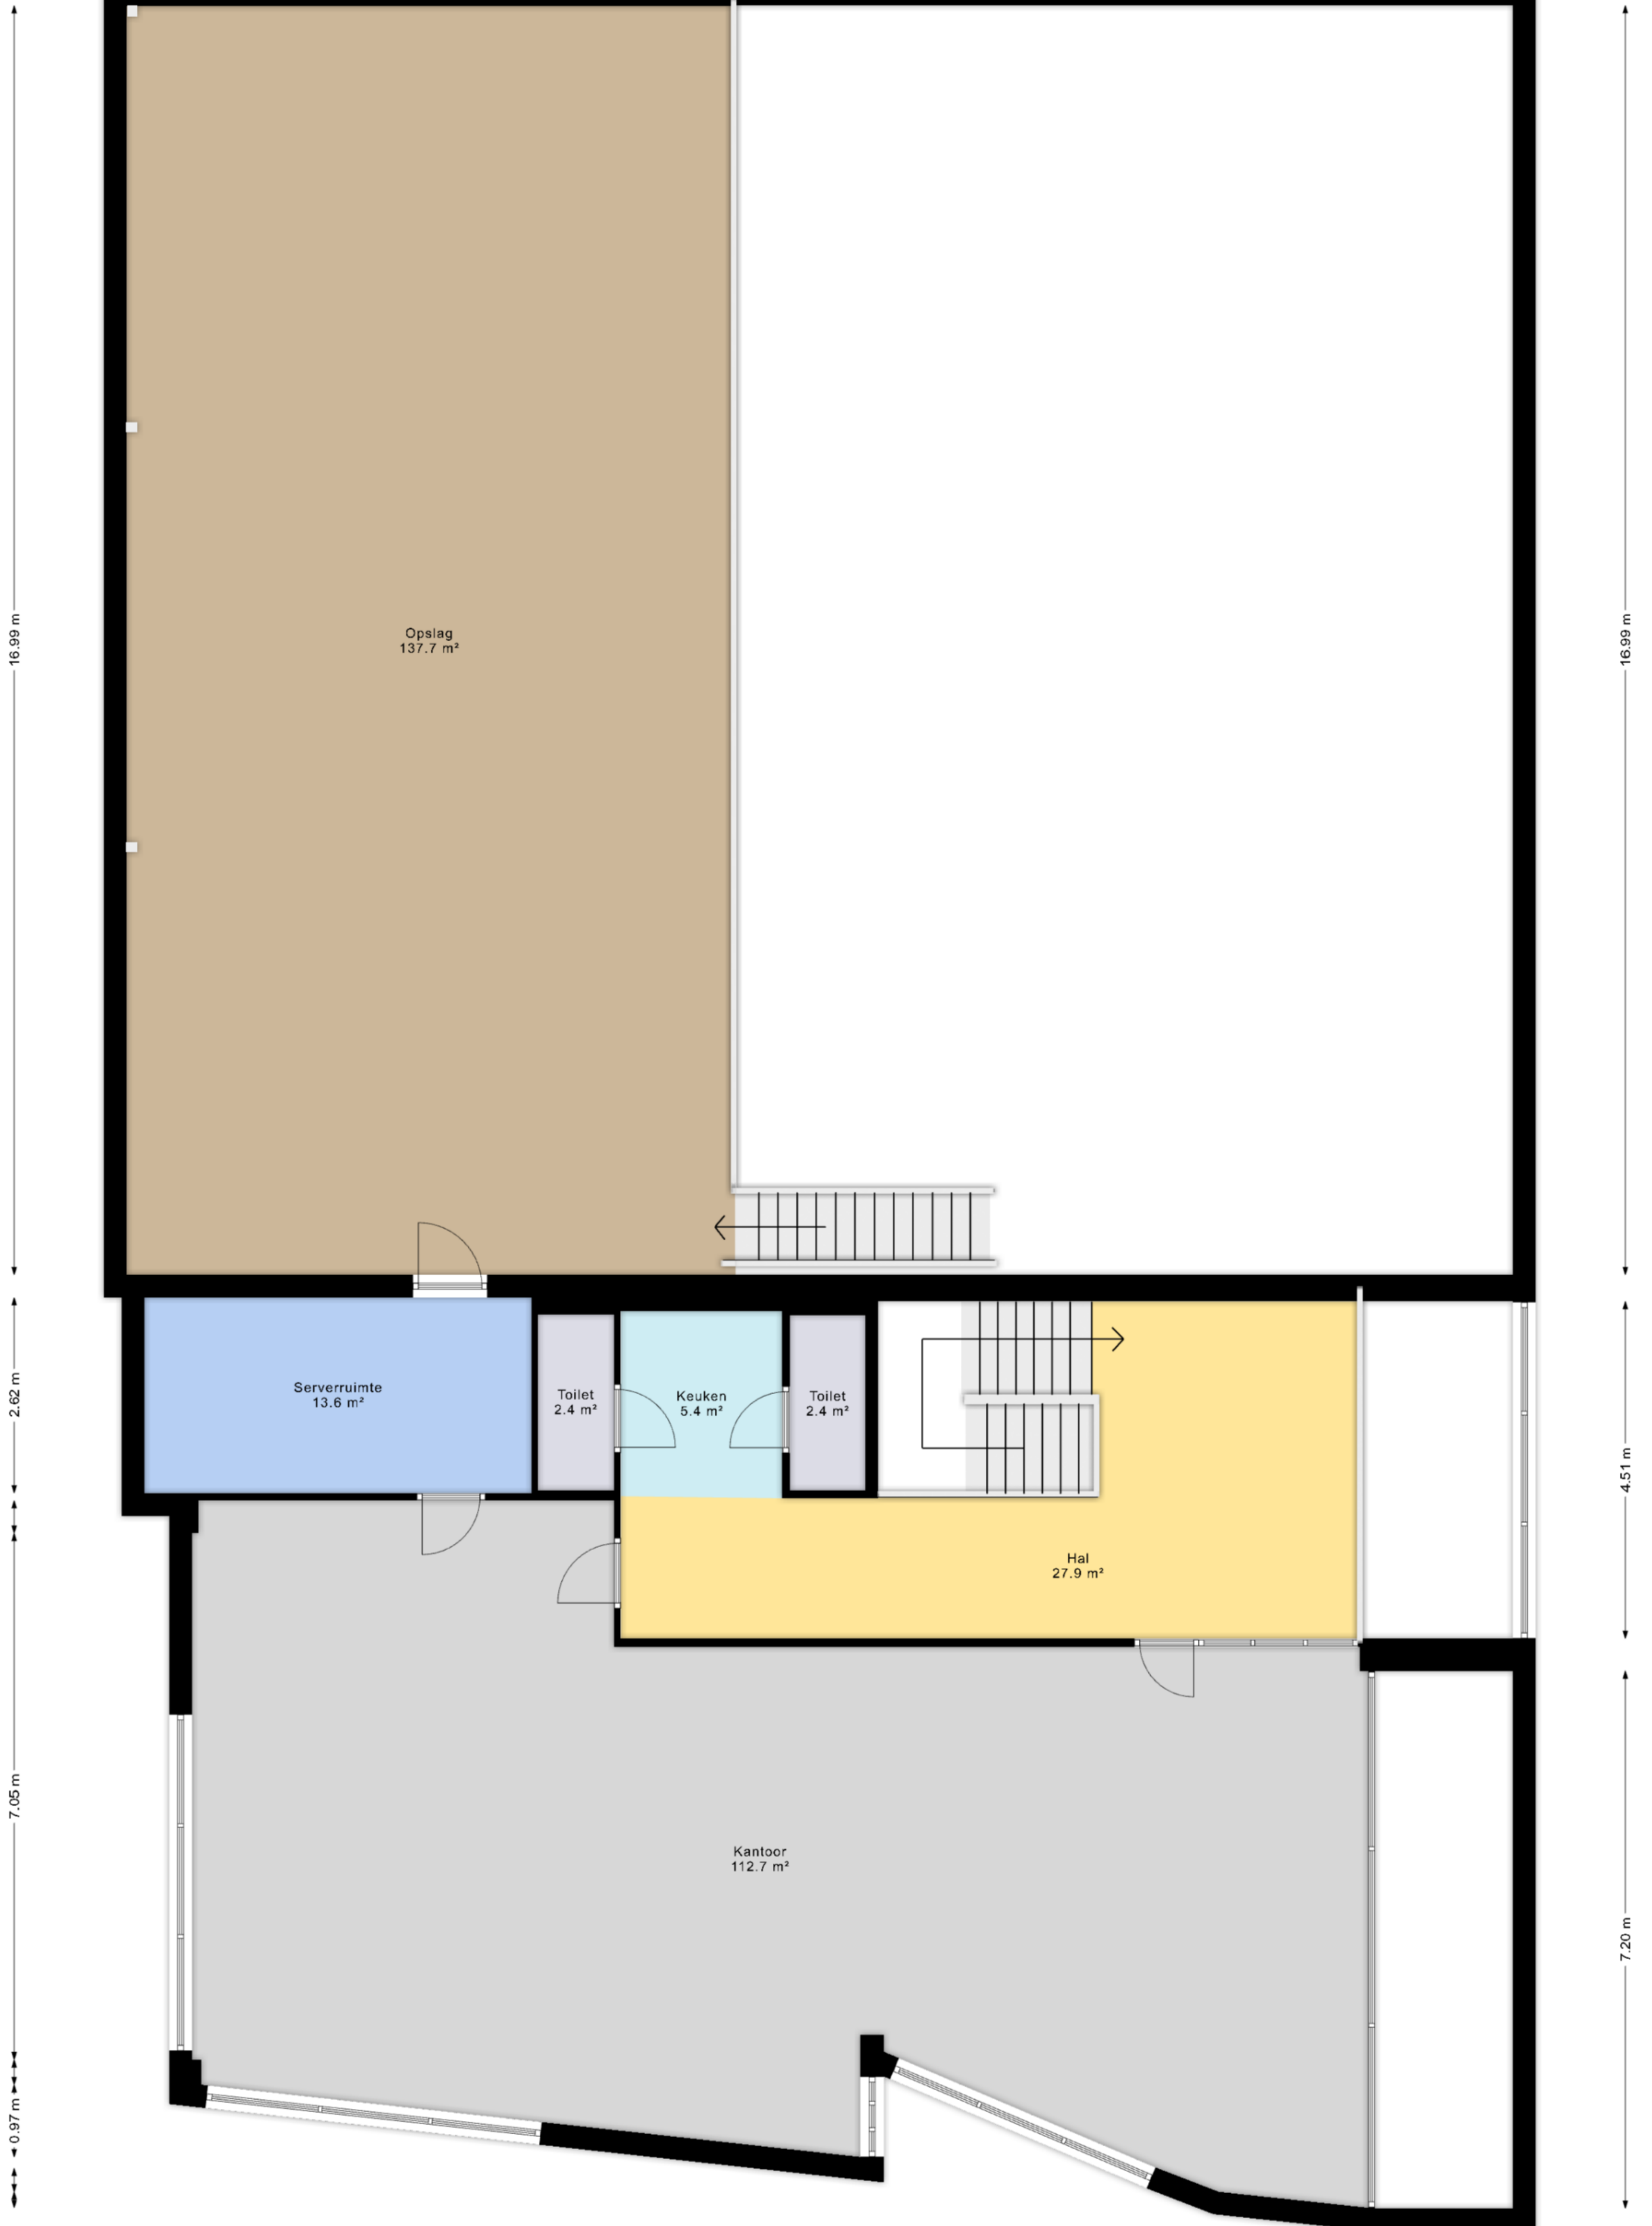 16.99 m
16.99 m
Opslag
137.7 m²
2.62 m
Serverruimte
13.6 m²
Toilet
2.4 m²
Keuken
5.4 m²
Toilet
2.4 m²
4.51 m
Hal
27.9 m²
7.05 m
Kantoor
112.7 m²
7.20 m
0.97 m